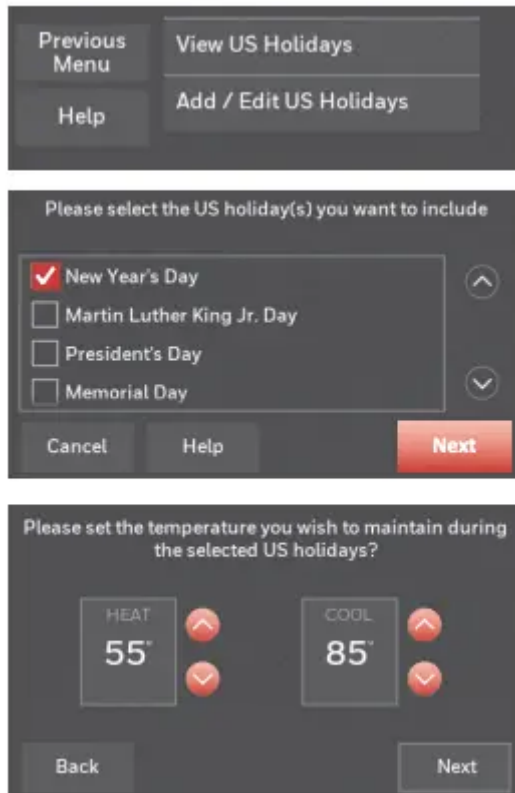 Previous
Menu
View US Holidays
Help
Add / Edit US Holidays
Please select the US holiday(s) you want to include
New Year's Day
Martin Luther King Jr. Day
President's Day
Memorial Day
Cancel
Help
Next
Please set the temperature you wish to maintain during
the selected US holidays?
HEAT
55°
COOL
85°
Back
Next